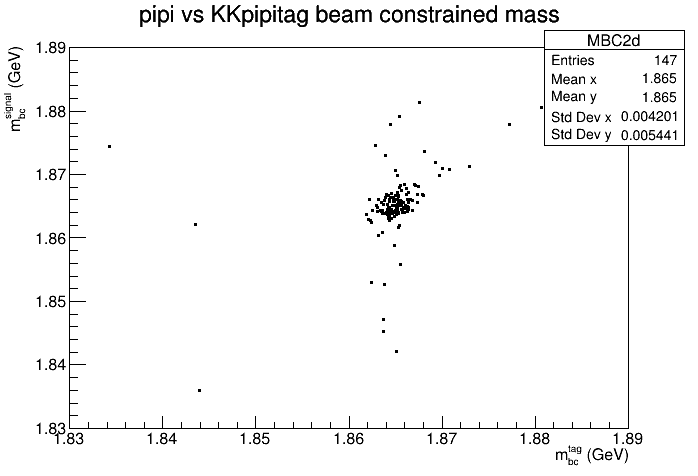 pipi vs KKpipitag beam constrained mass
MBC2d
Entries 147
Mean x 1.865
Mean y 1.865
Std Dev x 0.004201
Std Dev y 0.005441
m_bc^signal (GeV)
1.89
1.88
1.87
1.86
1.85
1.84
1.83
1.83 1.84 1.85 1.86 1.87 1.88 1.89
m_bc^tag (GeV)